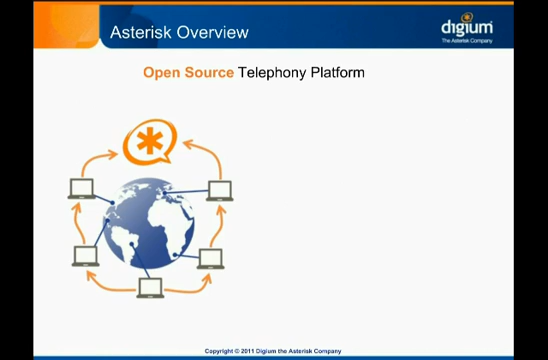 Asterisk Overview
digium
The Asterisk Company
Open Source Telephony Platform
Copyright © 2011 Digium the Asterisk Company